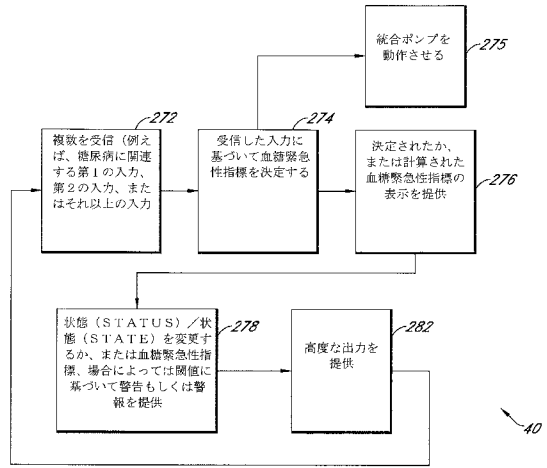 統合ポンプを
動作させる
275
272
複数を受信（例え
ば、糖尿病に関連
する第１の入力、
第２の入力、また
はそれ以上の入力
274
受信した入力に
基づいて血糖緊急
性指標を決定する
276
決定されたか、
または計算された
血糖緊急性指標の
表示を提供
278
状態（ＳＴＡＴＵＳ）／状
態（ＳＴＡＴＥ）を変更す
るか、または血糖緊急性指
標、場合によっては閾値に
基づいて警告もしくは警
報を提供
282
高度な出力を
提供
40